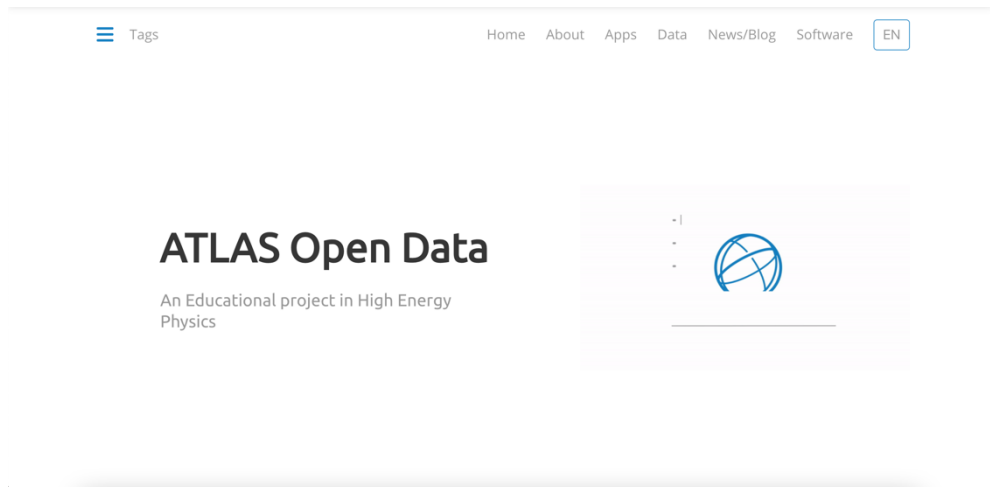 Tags
Home About Apps Data News/Blog Software EN
ATLAS Open Data
An Educational project in High Energy
Physics